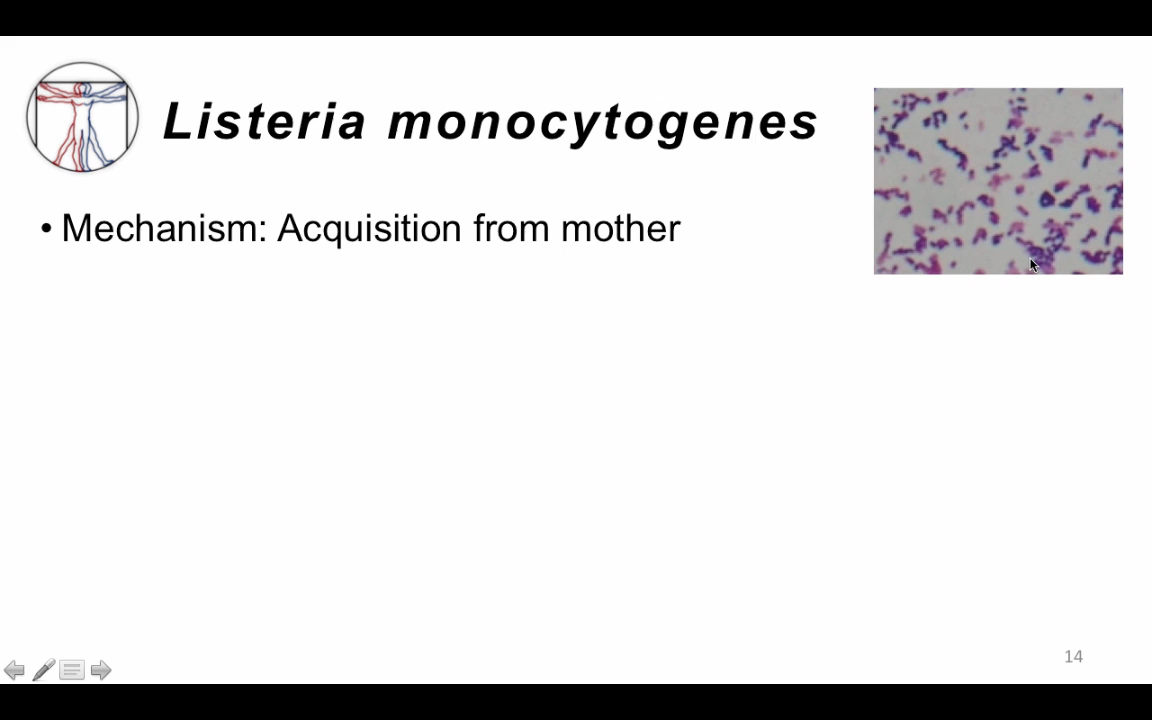 Listeria monocytogenes
• Mechanism: Acquisition from mother
14